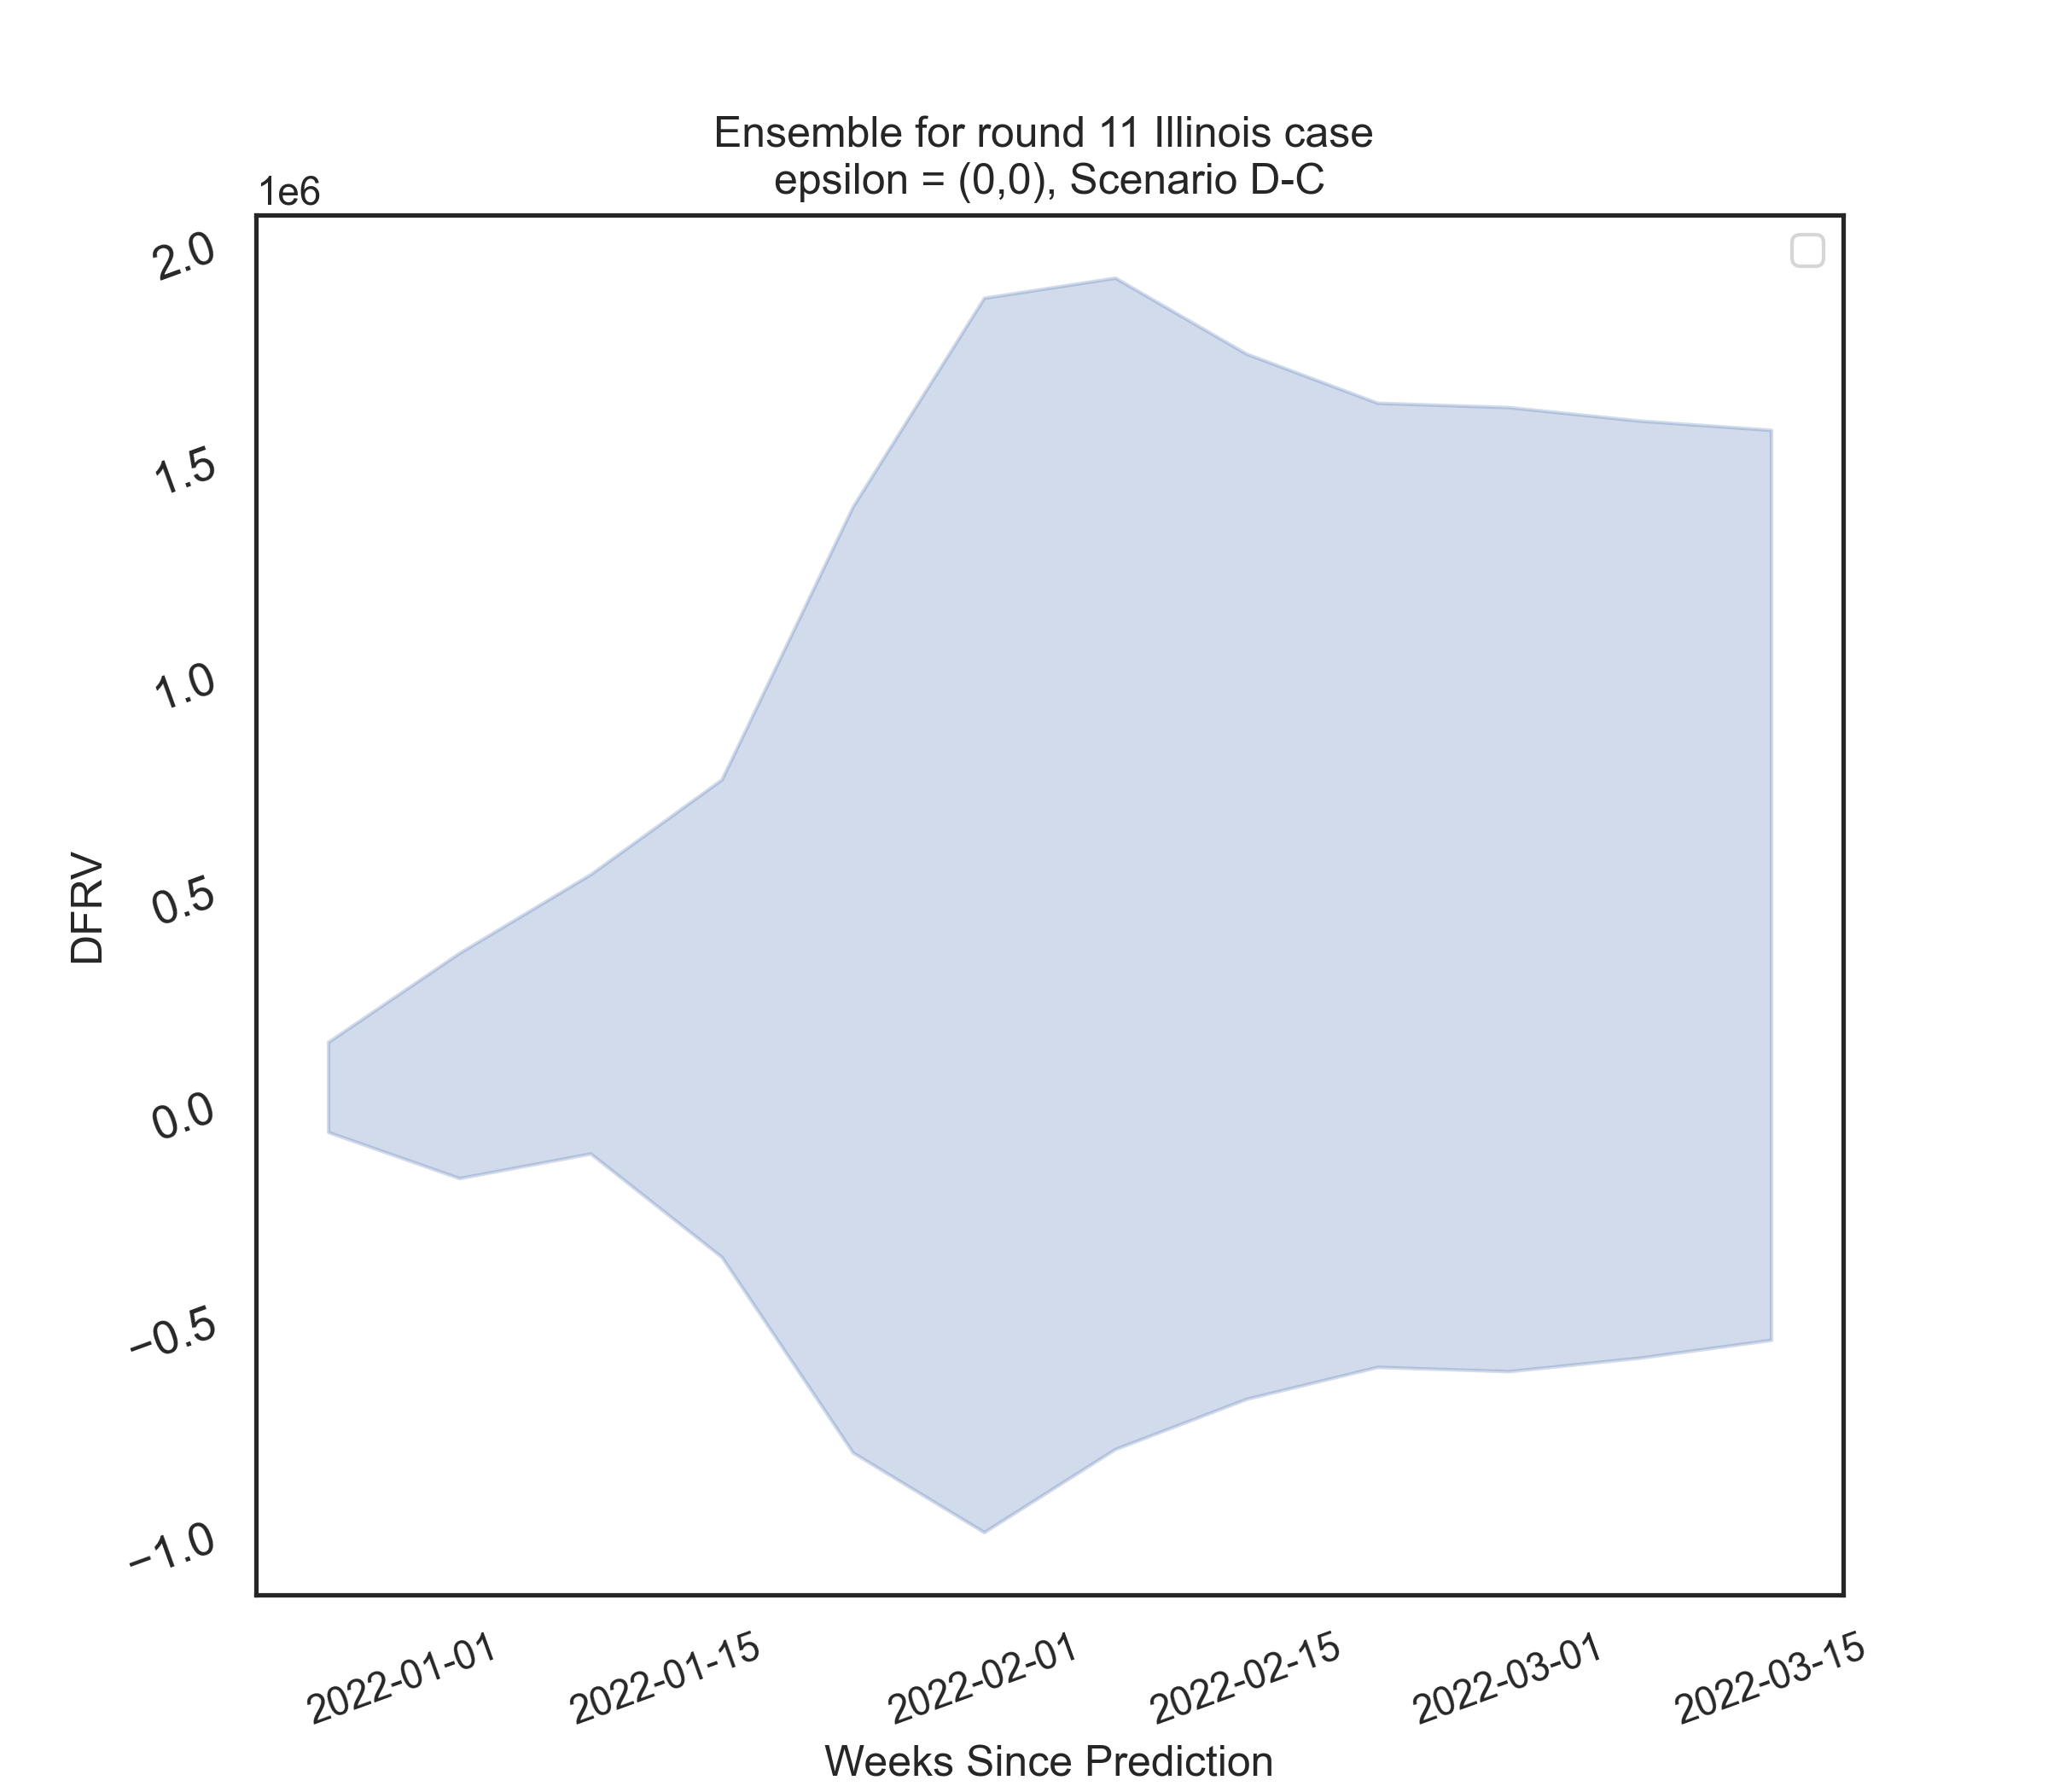 Ensemble for round 11 Illinois case
epsilon = (0,0), Scenario D-C
1e6
2.0
1.5
1.0
0.5
0.0
−0.5
−1.0
DFRV
2022-01-01
2022-01-15
2022-02-01
2022-02-15
2022-03-01
2022-03-15
Weeks Since Prediction